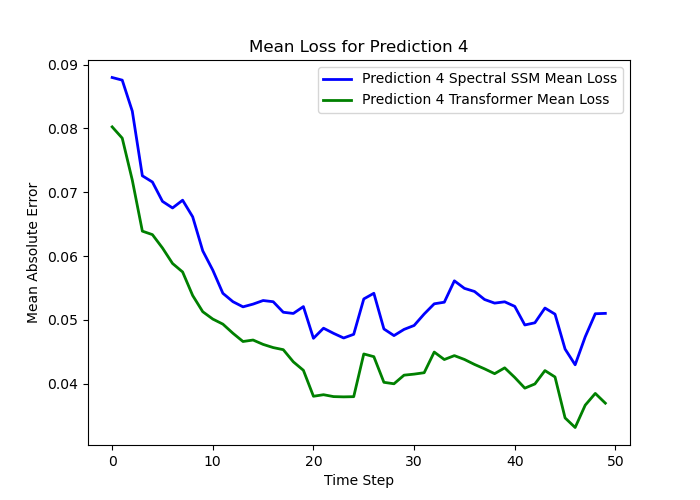 Mean Loss for Prediction 4
Prediction 4 Spectral SSM Mean Loss
Prediction 4 Transformer Mean Loss
Mean Absolute Error
0.09
0.08
0.07
0.06
0.05
0.04
0 10 20 30 40 50
Time Step